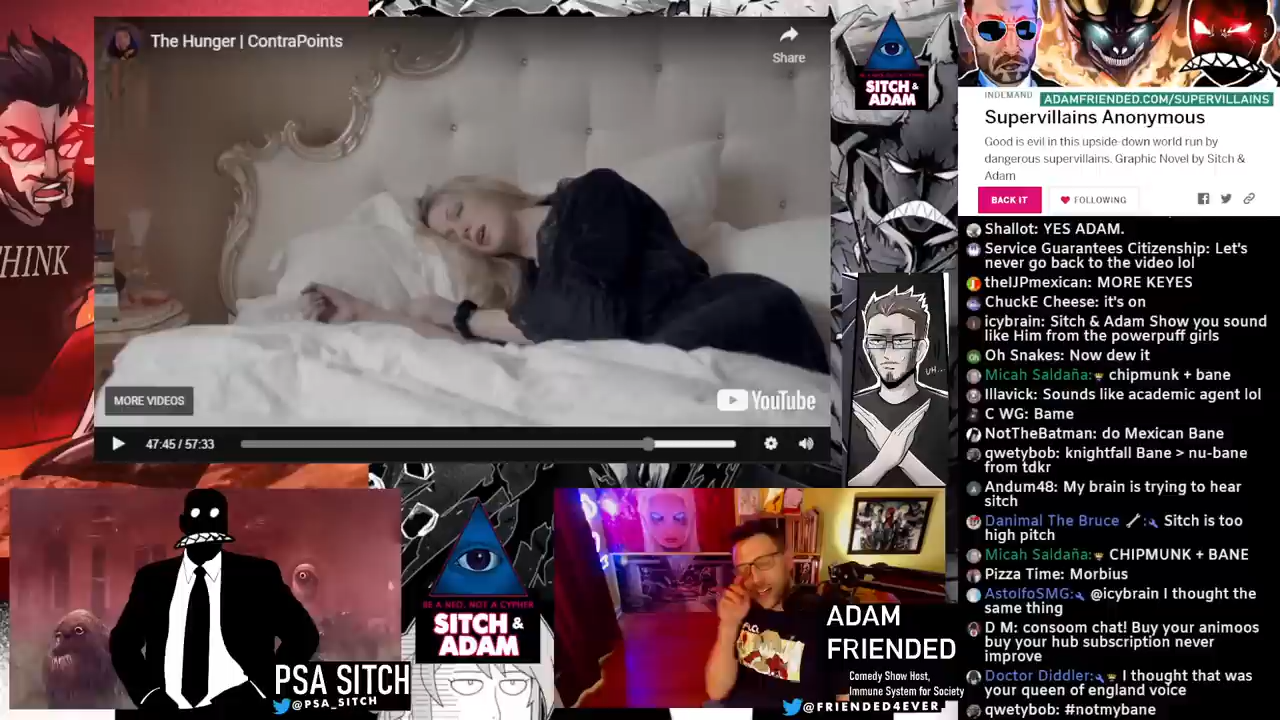 The Hunger | ContraPoints
Share
MORE VIDEOS
YouTube
47:45 / 57:33
THINK
SITCH &
ADAM
UH...
INDEMAND
ADAMFRIENDED.COM/SUPERVILLAINS
Supervillains Anonymous
Good is evil in this upside-down world run by
dangerous supervillains. Graphic Novel by Sitch &
Adam
BACK IT
FOLLOWING
Shallot: YES ADAM.
Service Guarantees Citizenship: Let's
never go back to the video lol
theIJPmexican: MORE KEYES
ChuckE Cheese: it's on
icybrain: Sitch & Adam Show you sound
like Him from the powerpuff girls
Oh Snakes: Now dew it
Micah Saldaña: chipmunk + bane
Illavick: Sounds like academic agent lol
C WG: Bame
NotTheBatman: do Mexican Bane
qwetybob: knightfall Bane > nu-bane
from tdkr
Andum48: My brain is trying to hear
sitch
Danimal The Bruce : Sitch is too
high pitch
Micah Saldaña: CHIPMUNK + BANE
Pizza Time: Morbius
AstolfoSMG: @icybrain I thought the
same thing
D M: consoom chat! Buy your animoos
buy your hub subscription never
improve
Doctor Diddler: I thought that was
your queen of england voice
qwetybob: #notmybane
PSA SITCH
@PSA_SITCH
BE A NEO, NOT A CYPHER
SITCH &
ADAM
ADAM
FRIENDED
Comedy Show Host,
Immune System for Society
@FRIENDED4EVER